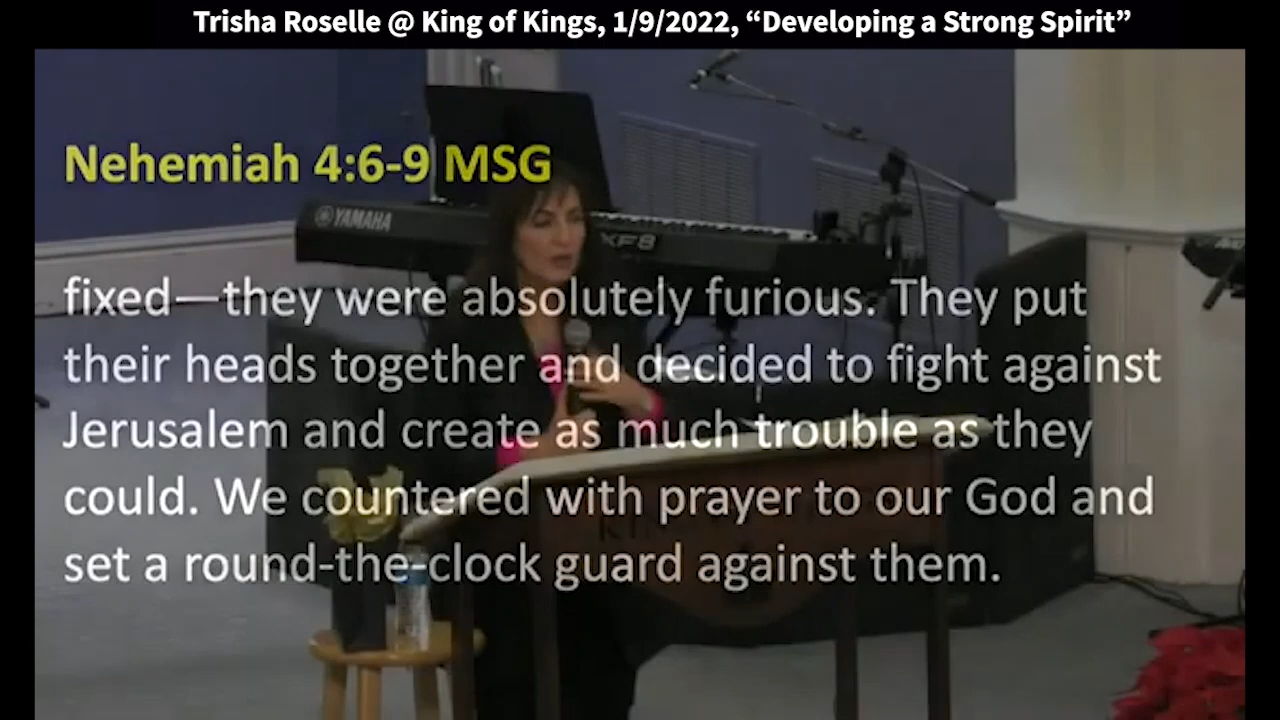 Trisha Roselle @ King of Kings, 1/9/2022, “Developing a Strong Spirit”
Nehemiah 4:6-9 MSG
YAMAHA
XF8
fixed—they were absolutely furious. They put
their heads together and decided to fight against
Jerusalem and create as much trouble as they
could. We countered with prayer to our God and
set a round-the-clock guard against them.